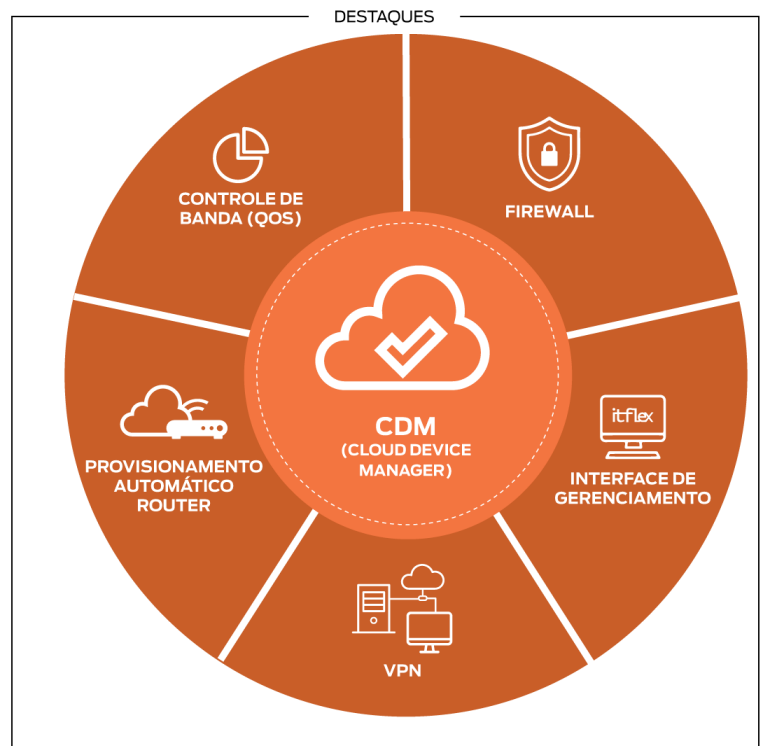 DESTAQUES
CONTROLE DE
BANDA (QOS)
FIREWALL
CDM
(CLOUD DEVICE
MANAGER)
itflex
INTERFACE DE
GERENCIAMENTO
PROVISIONAMENTO
AUTOMÁTICO
ROUTER
VPN